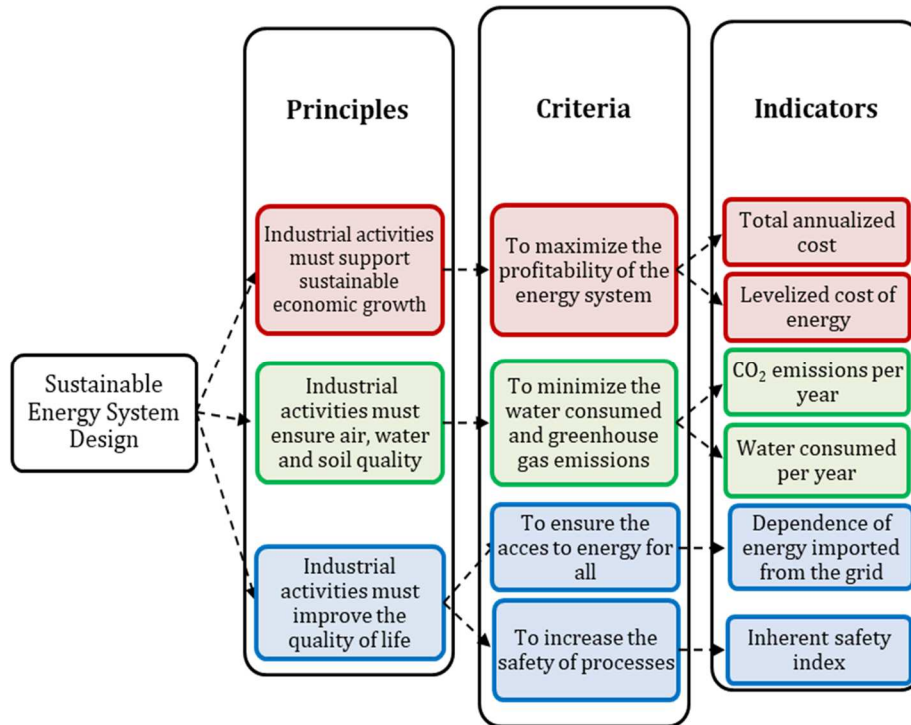 Principles
Criteria
Indicators
Industrial activities
must support
sustainable
economic growth
To maximize the
profitability of the
energy system
Total annualized
cost
Levelized cost of
energy
Sustainable
Energy System
Design
Industrial
activities must
ensure air, water
and soil quality
To minimize the
water consumed
and greenhouse
gas emissions
CO₂ emissions per
year
Water consumed
per year
Industrial
activities must
improve the
quality of life
To ensure the
acces to energy for
all
Dependence of
energy imported
from the grid
To increase the
safety of processes
Inherent safety
index